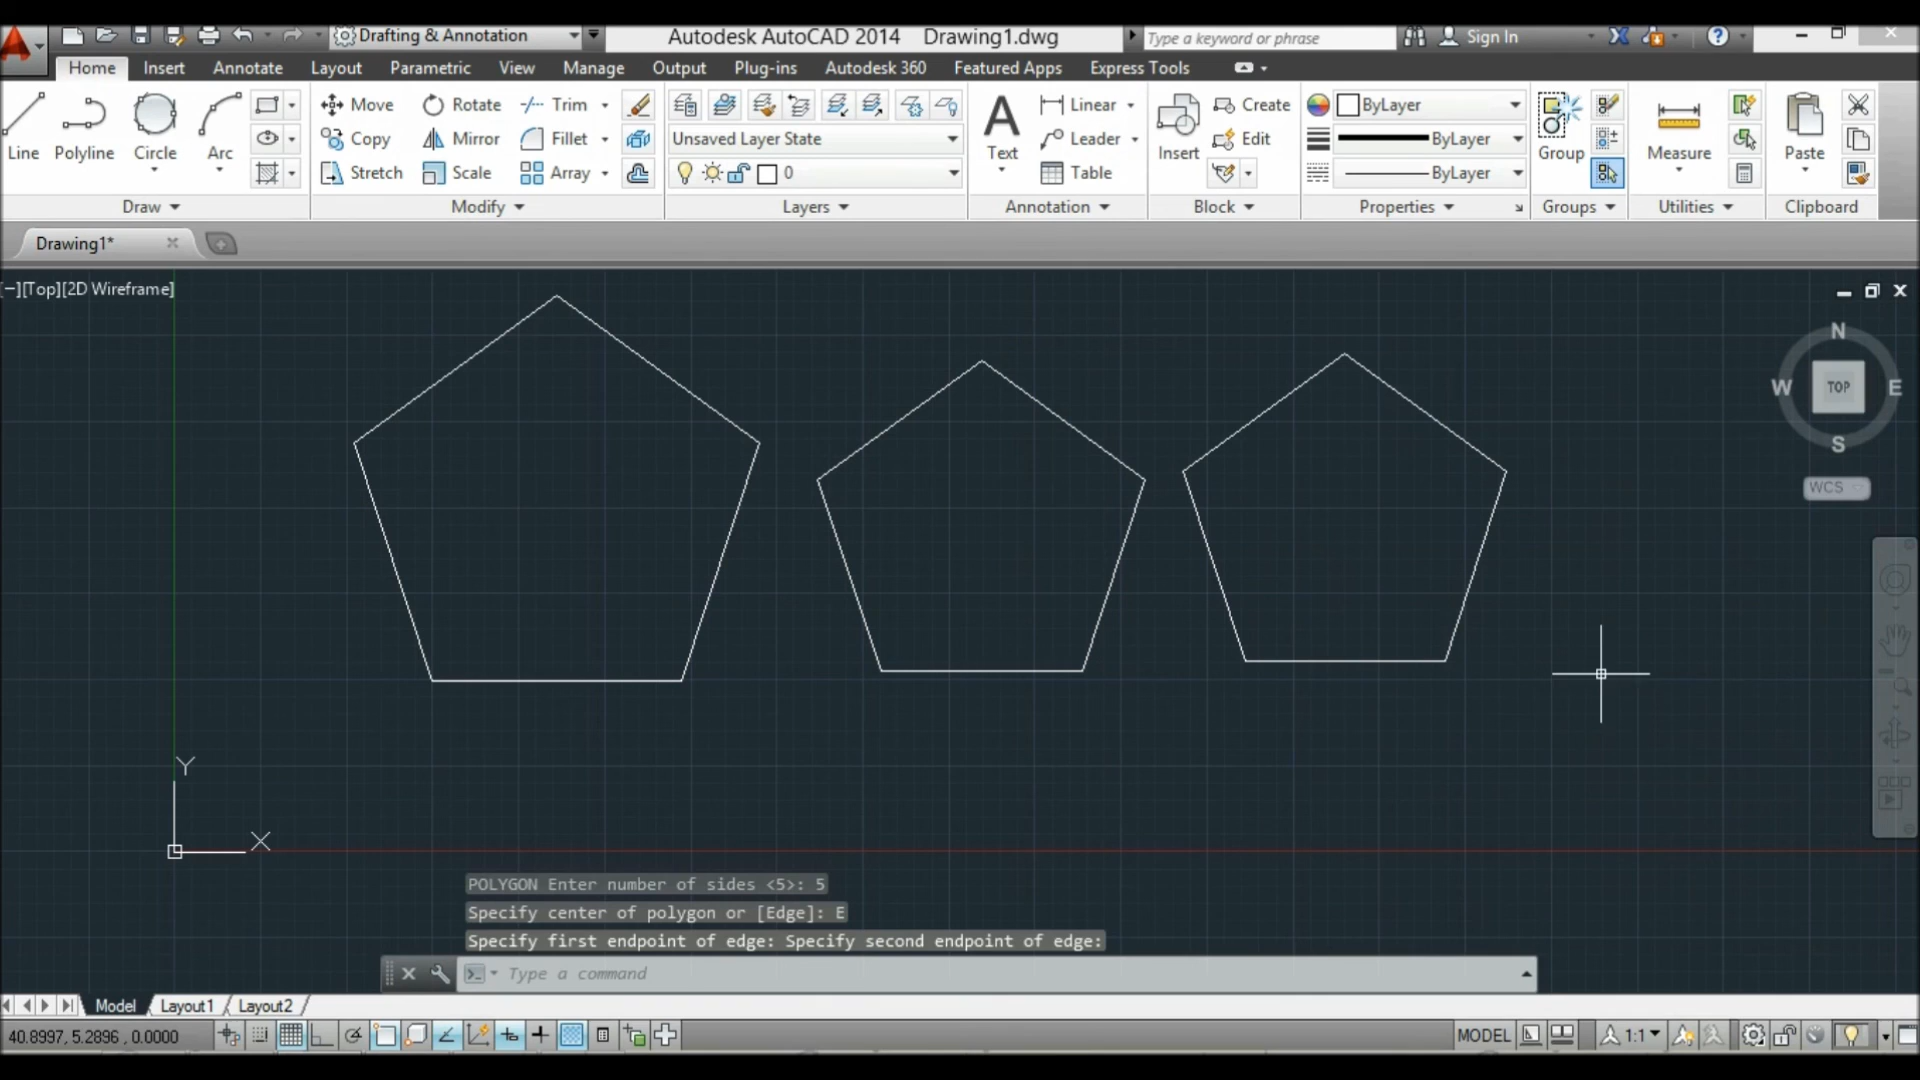 Drafting & Annotation
Autodesk AutoCAD 2014 Drawing1.dwg
Type a keyword or phrase
Sign In
Home Insert Annotate Layout Parametric View Manage Output Plug-ins Autodesk 360 Featured Apps Express Tools
Line Polyline Circle Arc
Move Rotate Trim
Copy Mirror Fillet
Stretch Scale Array
Unsaved Layer State
0
Text
Linear
Leader
Table
Insert
Create
Edit
ByLayer
ByLayer
ByLayer
Group
Measure
Paste
Draw Modify Layers Annotation Block Properties Groups Utilities Clipboard
Drawing1*
[−][Top][2D Wireframe]
N
W TOP E
S
WCS
Y
X
POLYGON Enter number of sides <5>: 5
Specify center of polygon or [Edge]: E
Specify first endpoint of edge: Specify second endpoint of edge:
Type a command
Model Layout1 Layout2
40.8997, 5.2896 , 0.0000
MODEL
1:1